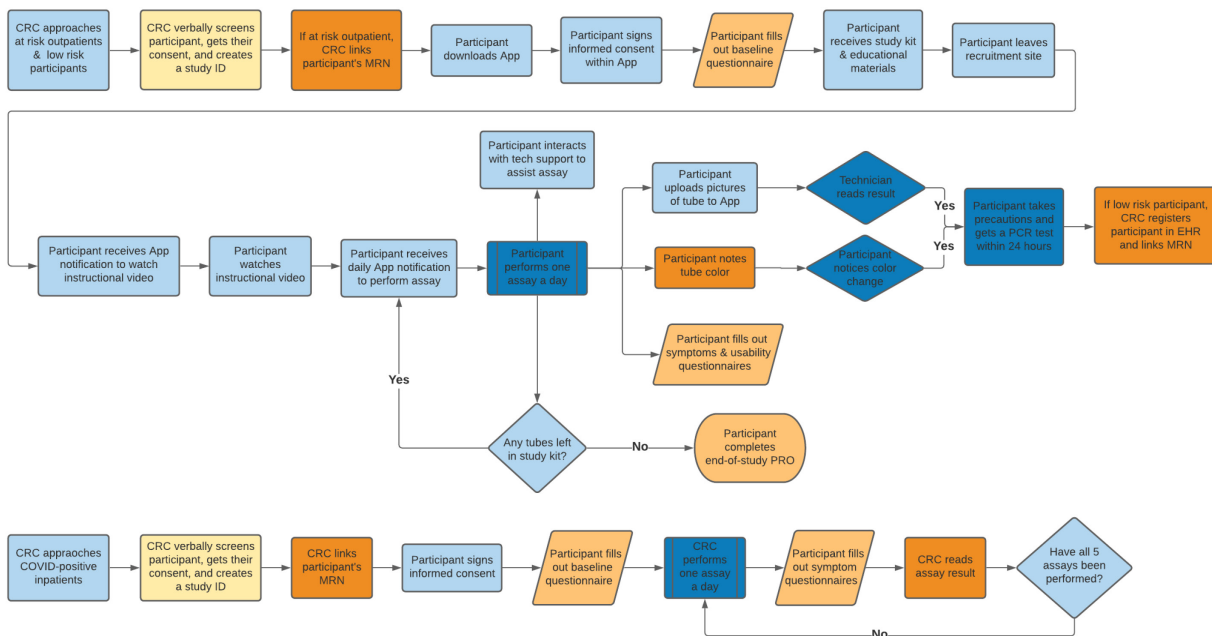 CRC approaches
at risk outpatients
& low risk
participants
CRC verbally screens
participant, gets their
consent, and creates
a study ID
If at risk outpatient,
CRC links
participant's MRN
Participant
downloads App
Participant signs
informed consent
within App
Participant fills
out baseline
questionnaire
Participant
receives study kit
& educational
materials
Participant leaves
recruitment site
Participant interacts
with tech support to
assist assay
Participant
uploads pictures
of tube to App
Technician
reads result
Yes
Participant receives App
notification to watch
instructional video
Participant
watches
instructional video
Participant receives
daily App notification
to perform assay
Participant
performs one
assay a day
Participant notes
tube color
Participant
notices color
change
Yes
Participant takes
precautions and
gets a PCR test
within 24 hours
If low risk participant,
CRC registers
participant in EHR
and links MRN
Participant fills out
symptoms & usability
questionnaires
Yes
Any tubes left
in study kit?
No
Participant
completes
end-of-study PRO
CRC appraoches
COVID-positive
inpatients
CRC verbally screens
participant, gets their
consent, and creates
a study ID
CRC links
participant's
MRN
Participant signs
informed consent
Participant fills
out baseline
questionnaire
CRC
performs
one assay
a day
Participant fills
out symptom
questionnaires
CRC reads
assay result
Have all 5
assays been
performed?
No